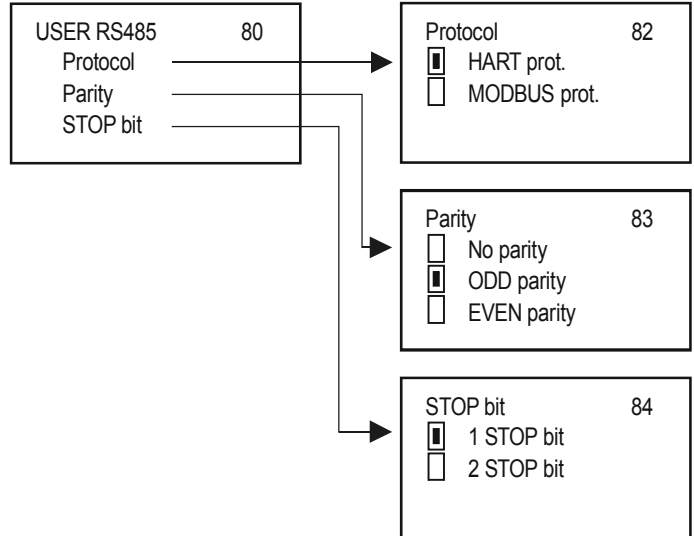 USER RS485 80
Protocol
Parity
STOP bit
Protocol 82
HART prot.
MODBUS prot.
Parity 83
No parity
ODD parity
EVEN parity
STOP bit 84
1 STOP bit
2 STOP bit